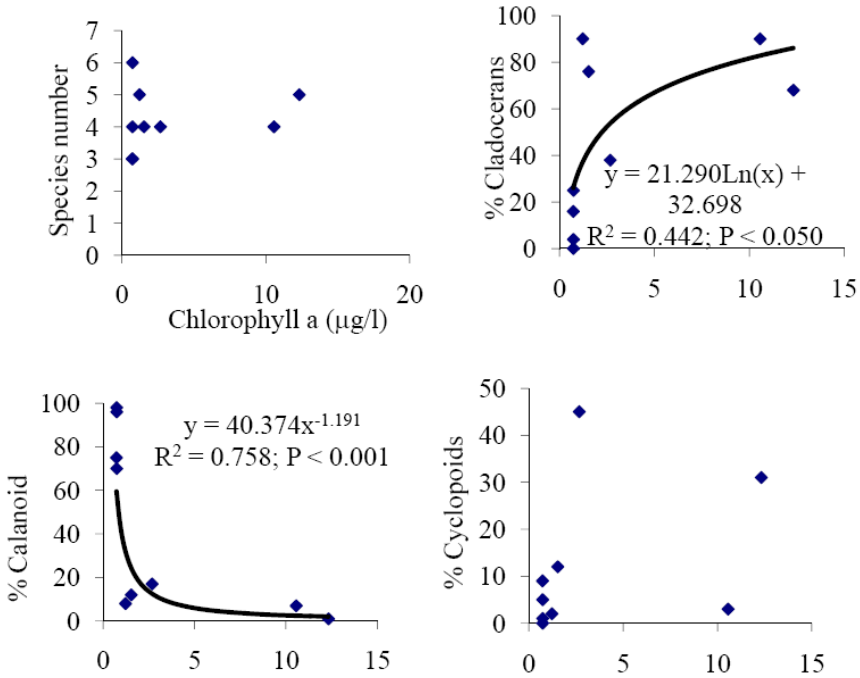 7
6
5
4
3
2
1
0
Species number
0 10 20
Chlorophyll a (μg/l)
100
80
60
40
20
0
% Cladocerans
y = 21.290Ln(x) +
32.698
R² = 0.442; P < 0.050
0 5 10 15
100
80
60
40
20
0
% Calanoid
y = 40.374x^-1.191
R² = 0.758; P < 0.001
0 5 10 15
50
40
30
20
10
0
% Cyclopoids
0 5 10 15